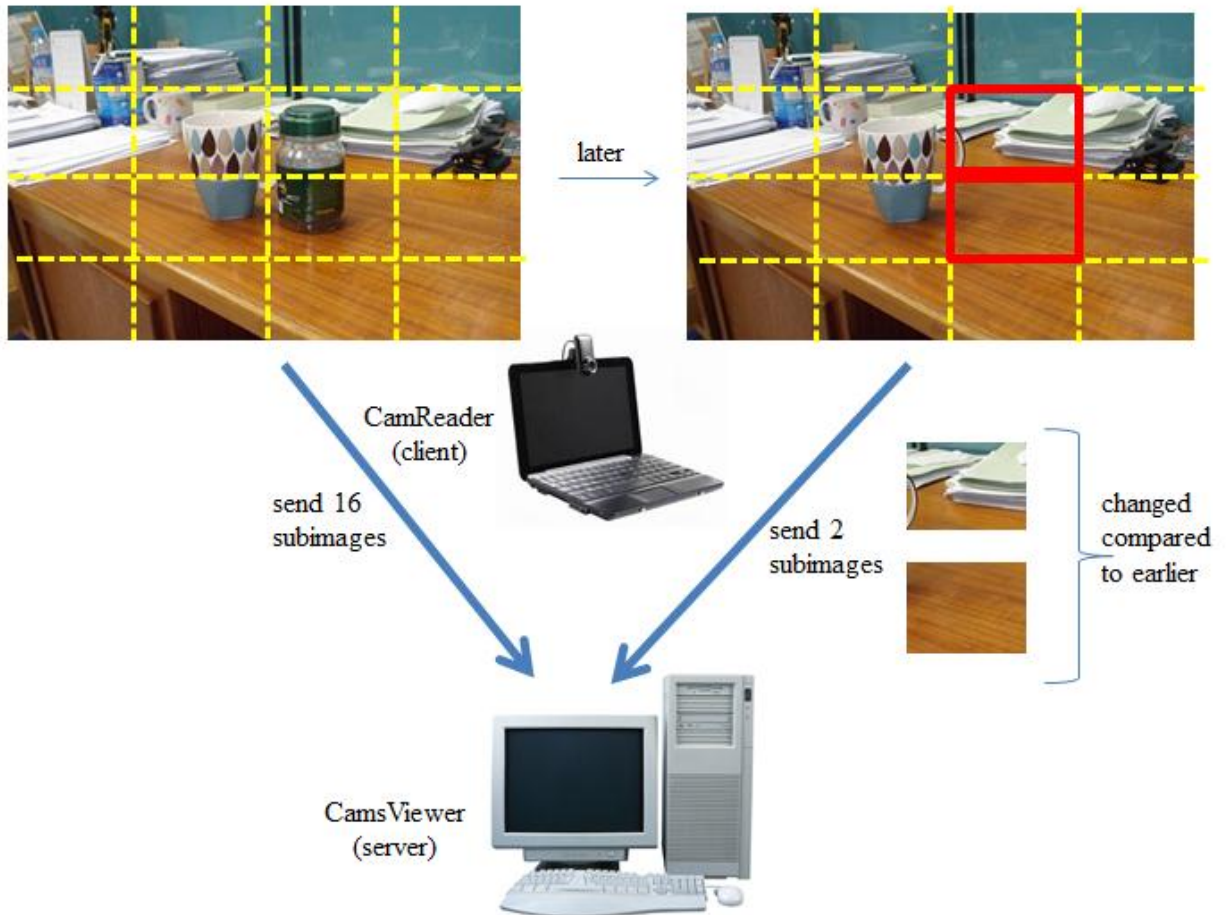 later
CamReader
(client)
send 16
subimages
send 2
subimages
changed
compared
to earlier
CamsViewer
(server)